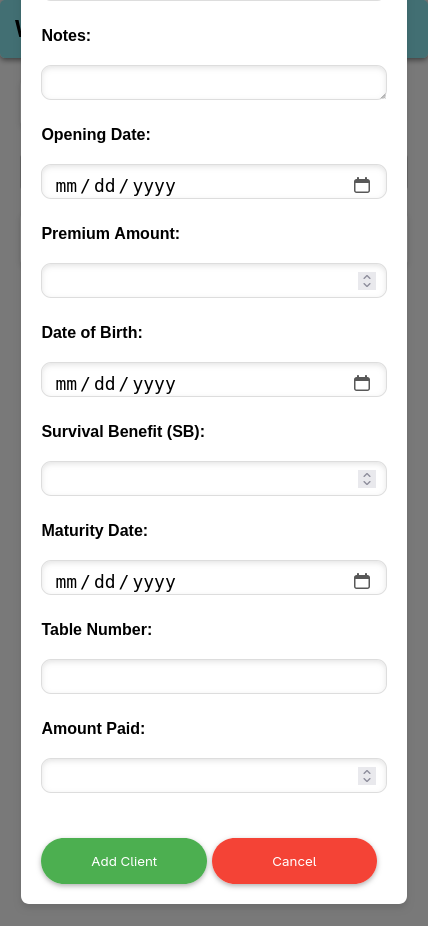 Notes:
Opening Date:
mm/dd/yyyy
Premium Amount:
Date of Birth:
mm/dd/yyyy
Survival Benefit (SB):
Maturity Date:
mm/dd/yyyy
Table Number:
Amount Paid:
Add Client
Cancel